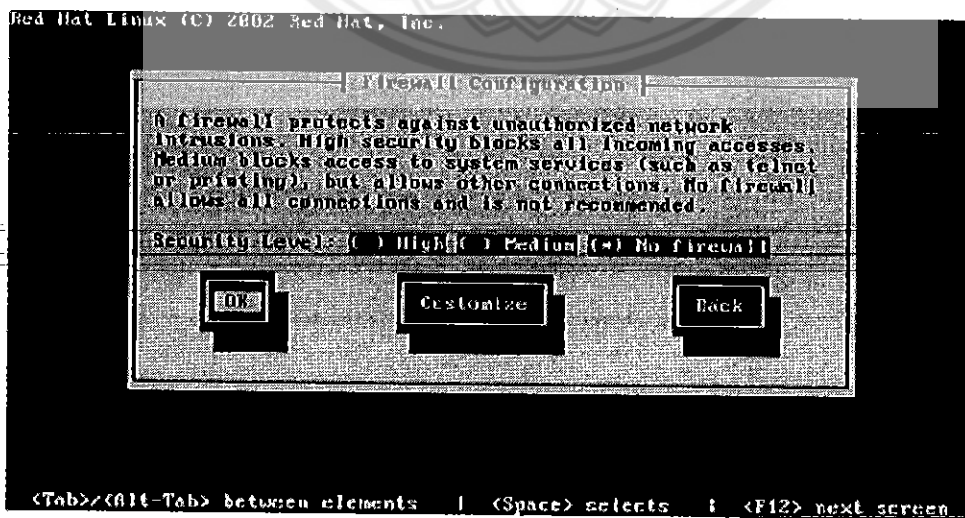 Red Hat Linux (C) 2002 Red Hat, Inc.
Firewall Configuration
A firewall protects against unauthorized network
intrusions. High security blocks all incoming accesses.
Medium blocks access to system services (such as telnet
or printing), but allows other connections. No firewall
allows all connections and is not recommended.
Security Level: ( ) High ( ) Medium (*) No firewall
OK Customize Back
<Tab>/<Alt-Tab> between elements | <Space> selects | <F12> next screen